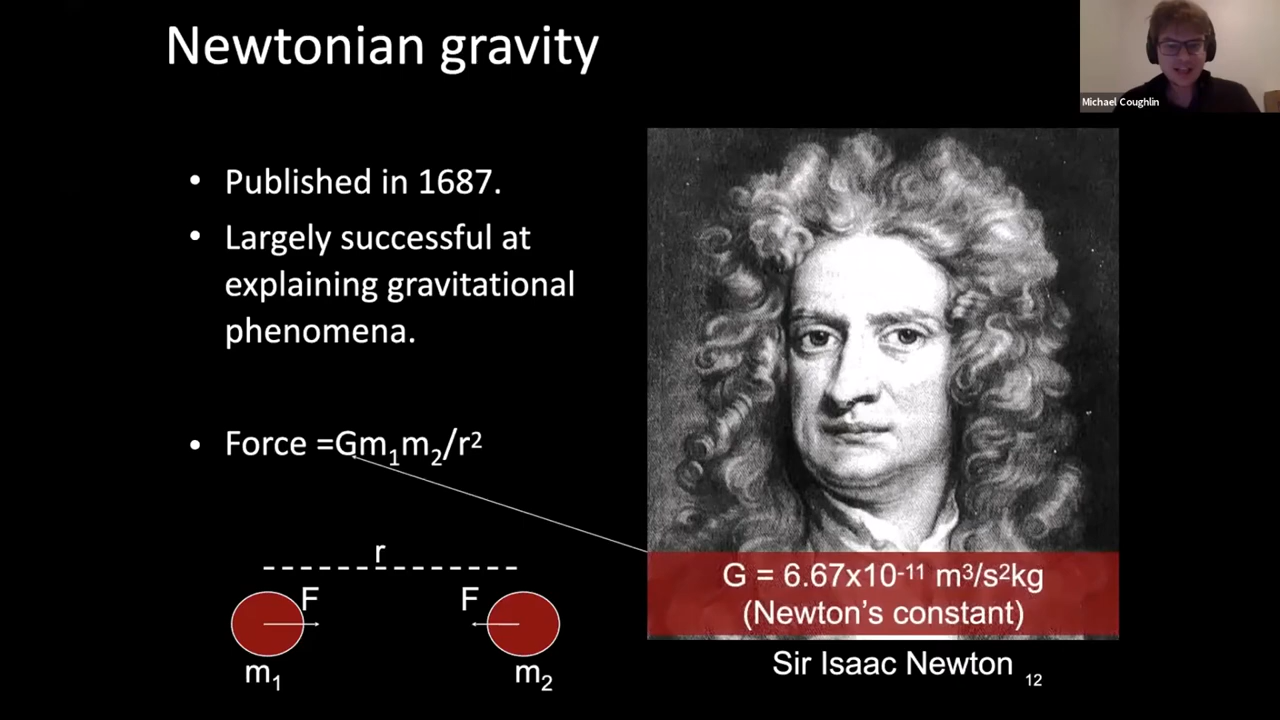 Newtonian gravity
Michael Coughlin
• Published in 1687.
• Largely successful at
explaining gravitational
phenomena.
• Force =Gm₁m₂/r²
r
F F
m₁ m₂
G = 6.67x10⁻¹¹ m³/s²kg
(Newton's constant)
Sir Isaac Newton
12